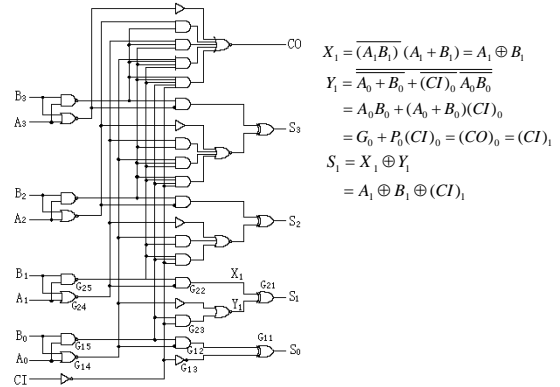 CO
B₃
A₃
S₃
B₂
A₂
S₂
B₁
A₁
G25
G24
G22
X₁
G21
S₁
Y₁
G23
B₀
A₀
G15
G14
G12
G11
S₀
G13
CI
X₁ = \overline{(A₁B₁)} (A₁ + B₁) = A₁ ⊕ B₁
Y₁ = \overline{\overline{A₀ + B₀} + \overline{(CI)₀} \overline{A₀B₀}}
= A₀B₀ + (A₀ + B₀)(CI)₀
= G₀ + P₀(CI)₀ = (CO)₀ = (CI)₁
S₁ = X₁ ⊕ Y₁
= A₁ ⊕ B₁ ⊕ (CI)₁